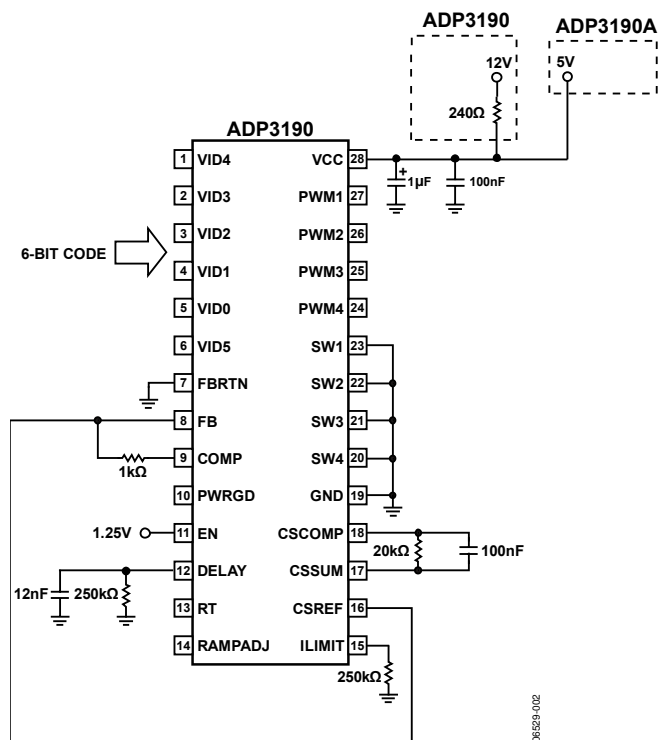 ADP3190
ADP3190A
12V
5V
240Ω
ADP3190
1 VID4
VCC 28
+
1µF
100nF
2 VID3
PWM1 27
3 VID2
PWM2 26
6-BIT CODE
4 VID1
PWM3 25
5 VID0
PWM4 24
6 VID5
SW1 23
7 FBRTN
SW2 22
8 FB
SW3 21
9 COMP
SW4 20
1kΩ
10 PWRGD
GND 19
1.25V
11 EN
CSCOMP 18
20kΩ
100nF
12 DELAY
CSSUM 17
12nF
250kΩ
13 RT
CSREF 16
14 RAMPADJ
ILIMIT 15
250kΩ
06529-002